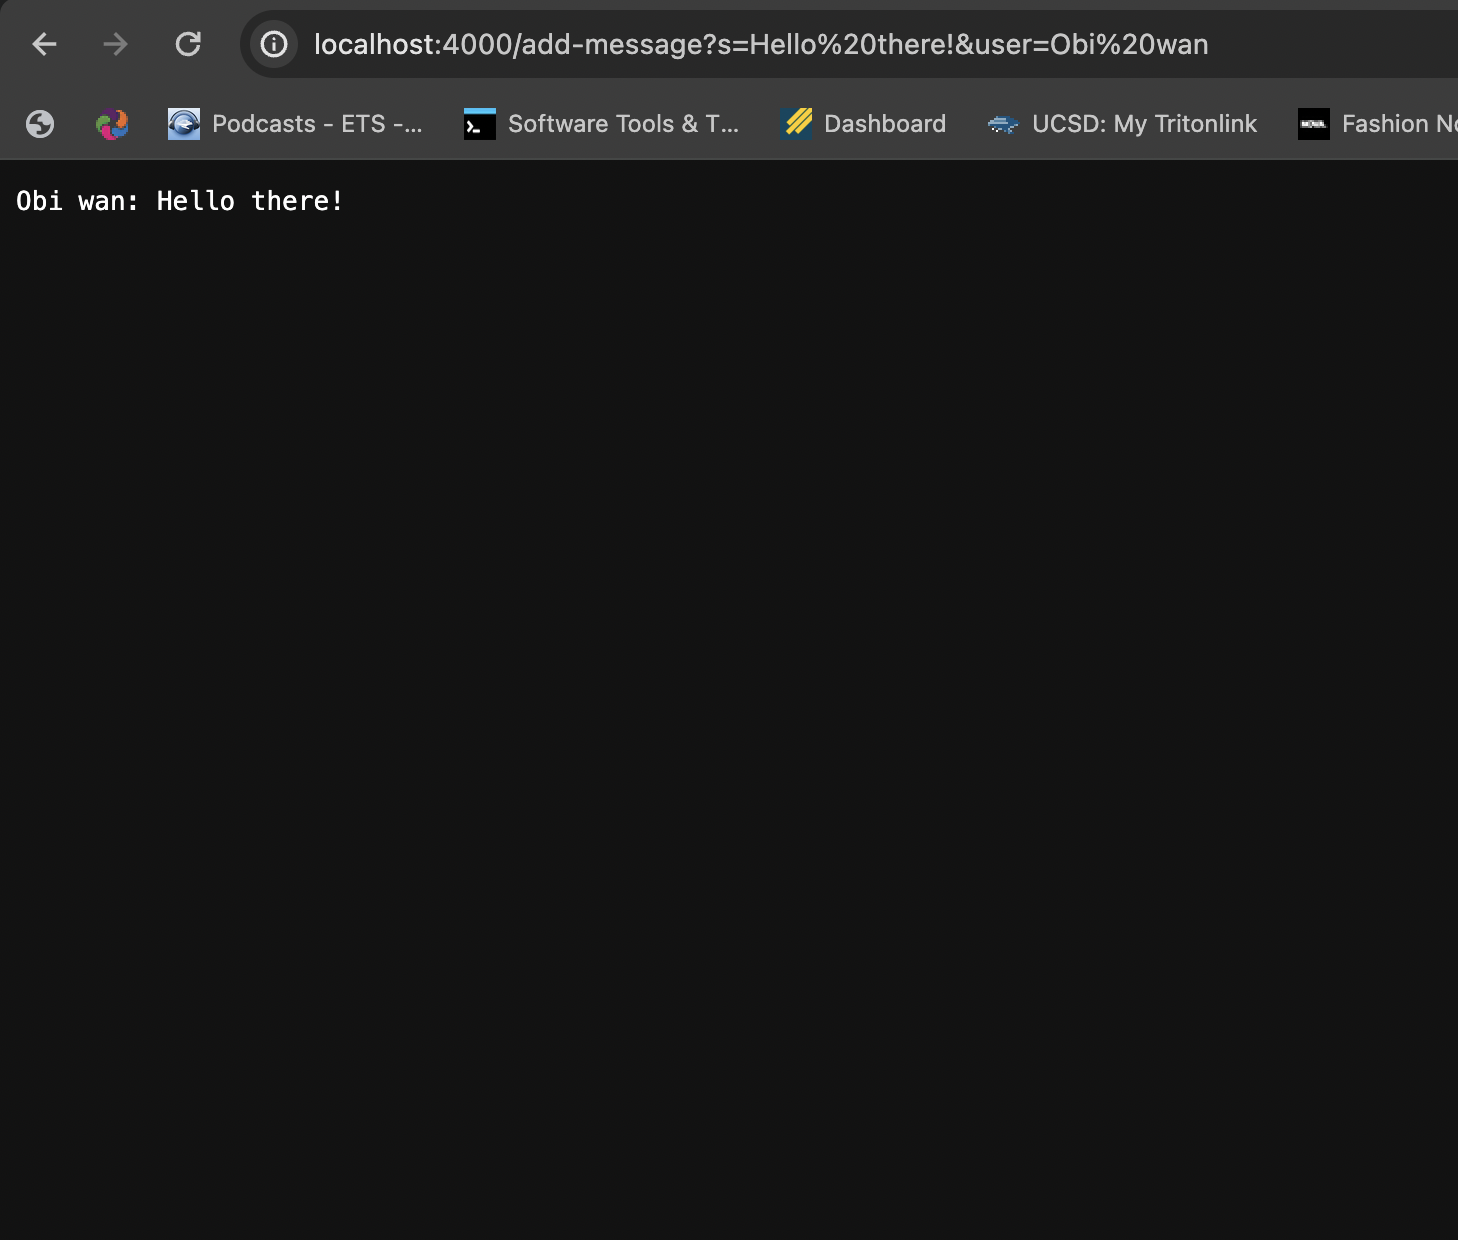 localhost:4000/add-message?s=Hello%20there!&user=Obi%20wan
Podcasts - ETS -... Software Tools & T... Dashboard UCSD: My Tritonlink Fashion
Obi wan: Hello there!